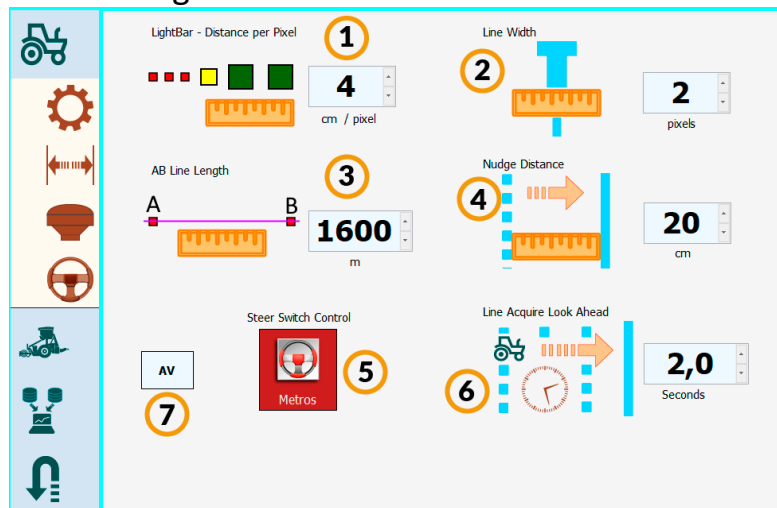 LightBar - Distance per Pixel
1
4
cm / pixel
Line Width
2
2
pixels
AB Line Length
3
A B
1600
m
Nudge Distance
4
20
cm
Steer Switch Control
Metros
5
AV
7
Line Acquire Look Ahead
6
2,0
Seconds